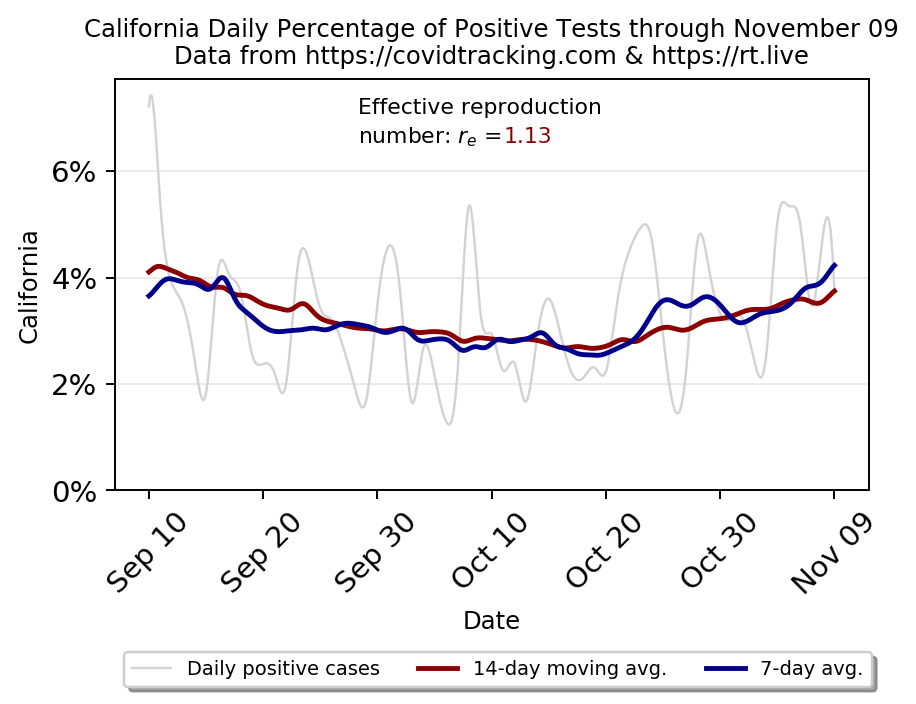 California Daily Percentage of Positive Tests through November 09
Data from https://covidtracking.com & https://rt.live
Effective reproduction
number: re =1.13
6%
4%
2%
0%
California
Sep 10
Sep 20
Sep 30
Oct 10
Oct 20
Oct 30
Nov 09
Date
Daily positive cases
14-day moving avg.
7-day avg.